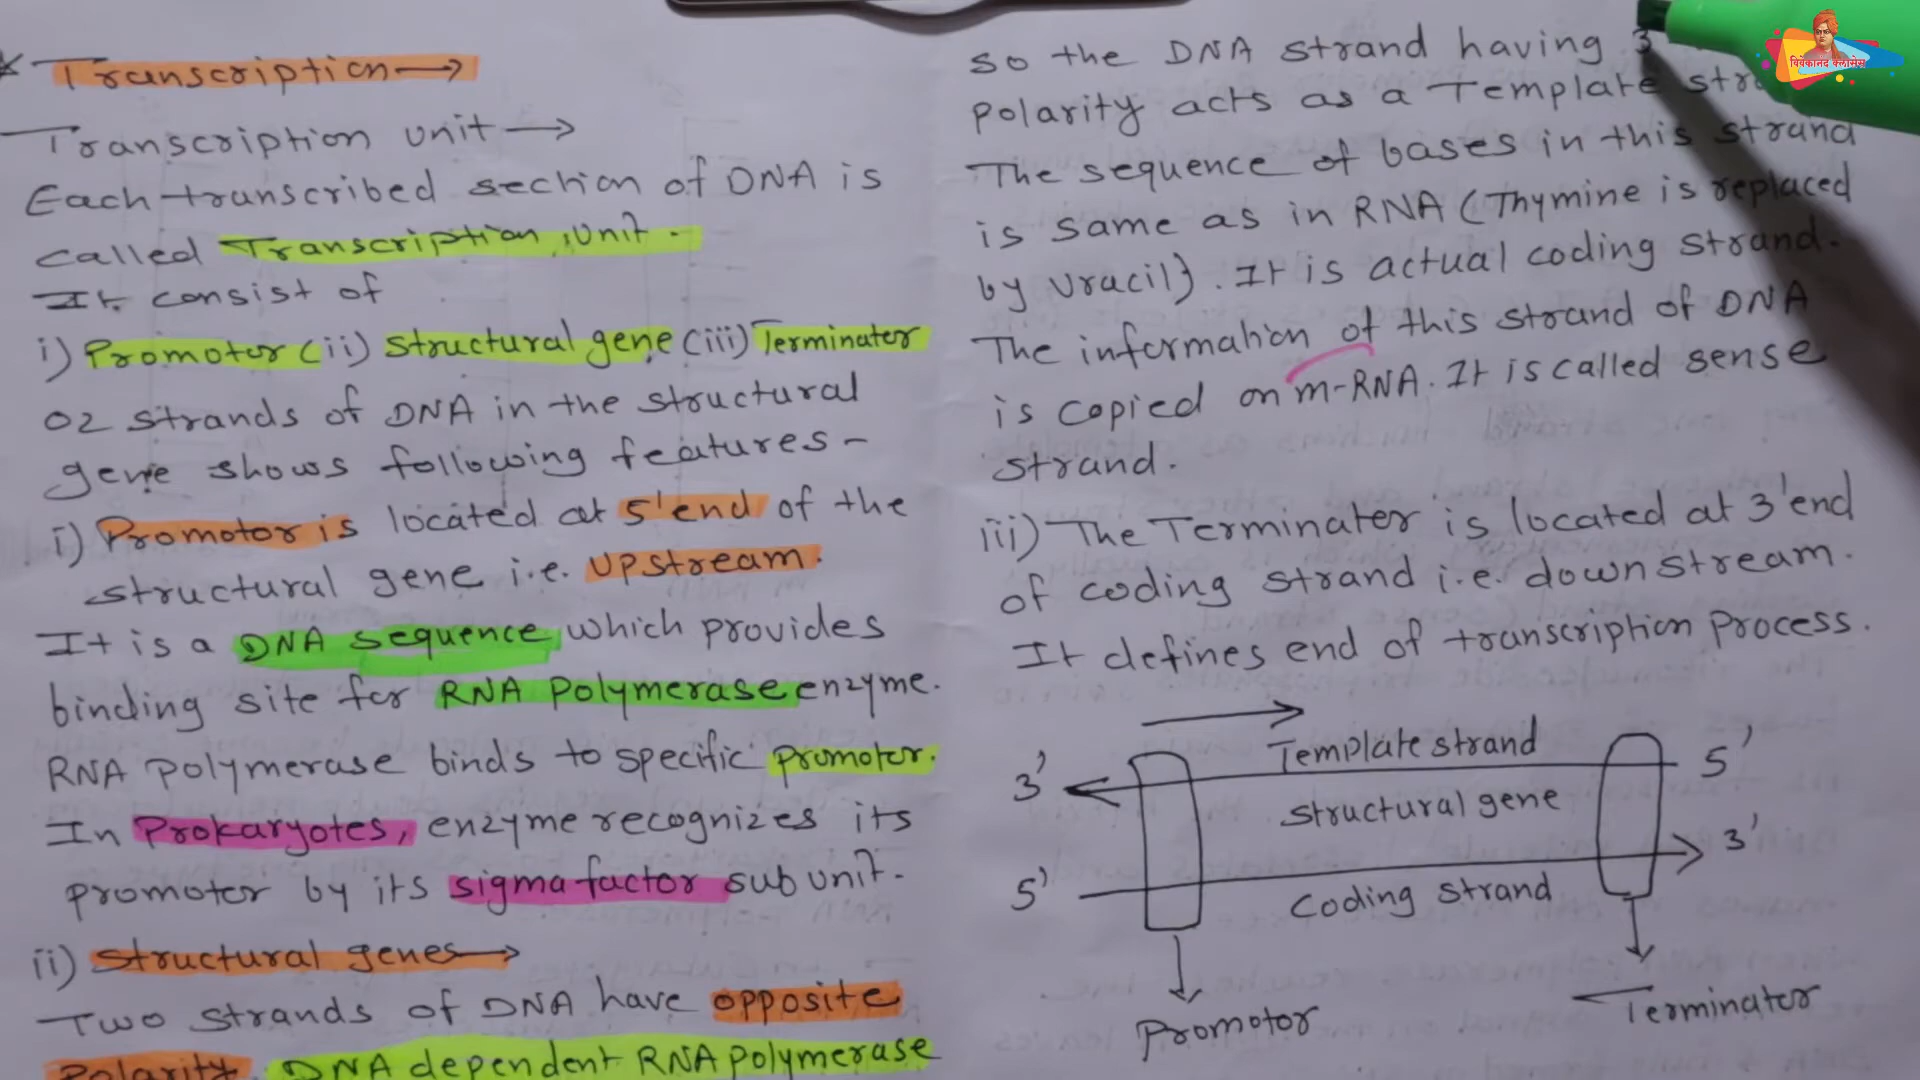 Transcription→
Transcription unit→
Each transcribed section of DNA is
called Transcription unit.
It consist of
i) Promotor (ii) structural gene (iii) Terminater
02 strands of DNA in the structural
gene shows following features-
i) Promotor is located at 5'end of the
structural gene i.e. Upstream.
It is a DNA sequence which provides
binding site for RNA polymerase enzyme.
RNA polymerase binds to specific promotor.
In Prokaryotes, enzyme recognizes its
promotor by its sigma factor sub unit.
ii) Structural genes→
Two strands of DNA have opposite
Polarity. DNA dependent RNA polymerase
so the DNA strand having 3
polarity acts as a Template
The sequence of bases in this strand
is same as in RNA (Thymine is replaced
by Uracil). It is actual coding strand.
The information of this strand of DNA
is copied on m-RNA. It is called sense
strand.
iii) The Terminater is located at 3'end
of coding strand i.e. downstream.
It defines end of transcription process.
Template strand
3' 5'
Structural gene
3'
5'
Coding strand
Promotor
Terminator
विवेकानंद क्लासेस